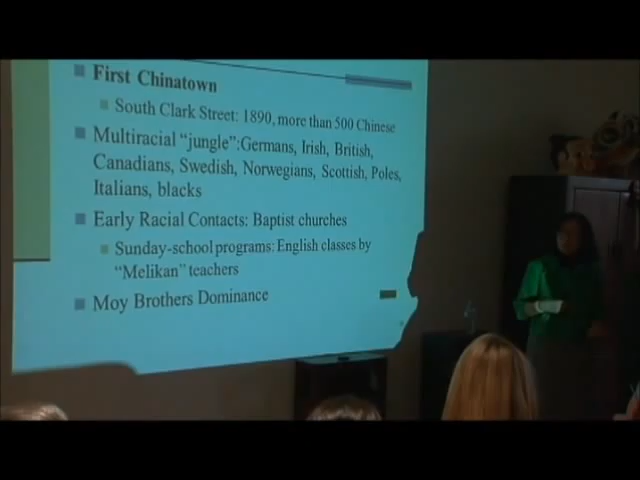 First Chinatown
South Clark Street: 1890, more than 500 Chinese
Multiracial “jungle”:Germans, Irish, British,
Canadians, Swedish, Norwegians, Scottish, Poles,
Italians, blacks
Early Racial Contacts: Baptist churches
Sunday-school programs: English classes by
“Melikan” teachers
Moy Brothers Dominance